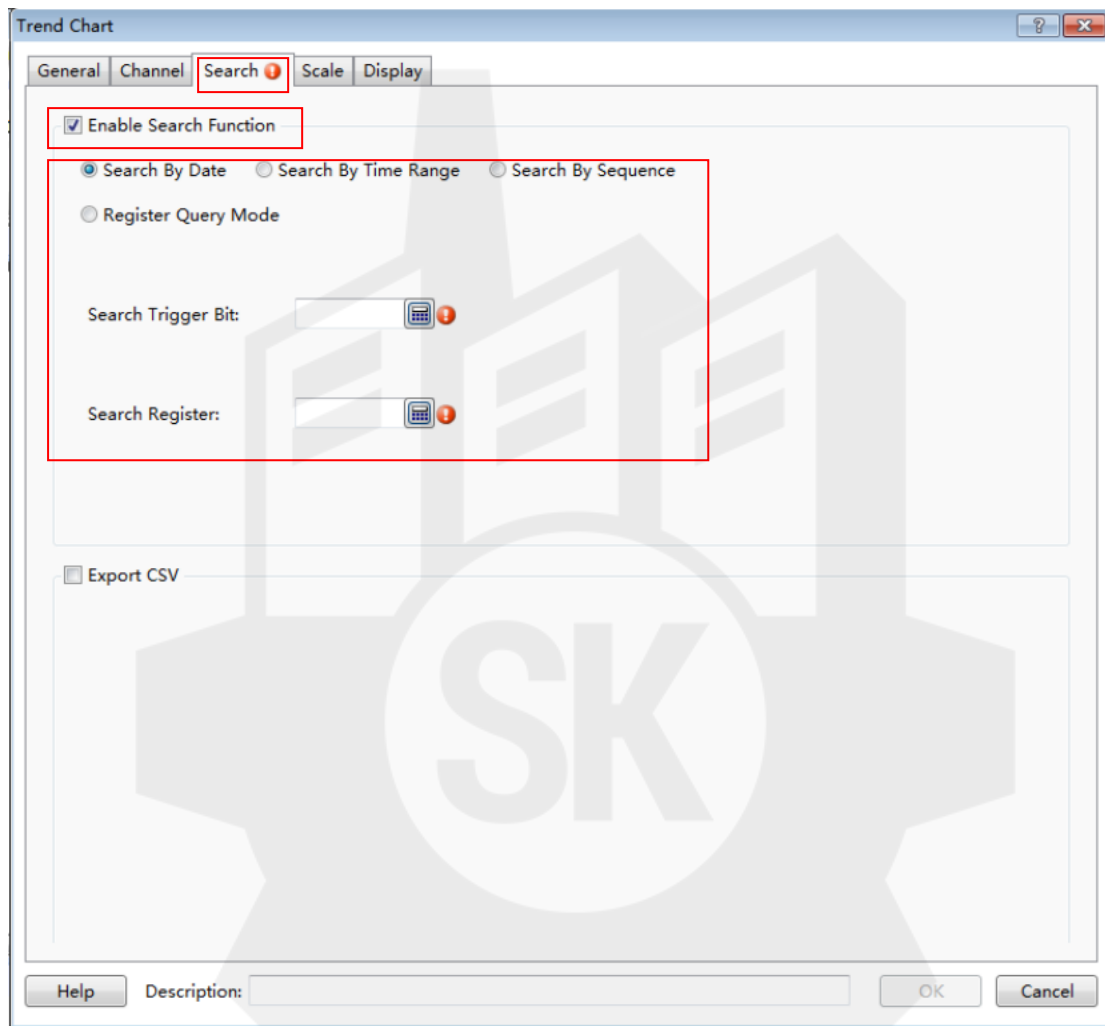 Trend Chart
General Channel Search Scale Display
Enable Search Function
Search By Date Search By Time Range Search By Sequence
Register Query Mode
Search Trigger Bit:
Search Register:
Export CSV
SK
Help Description: OK Cancel